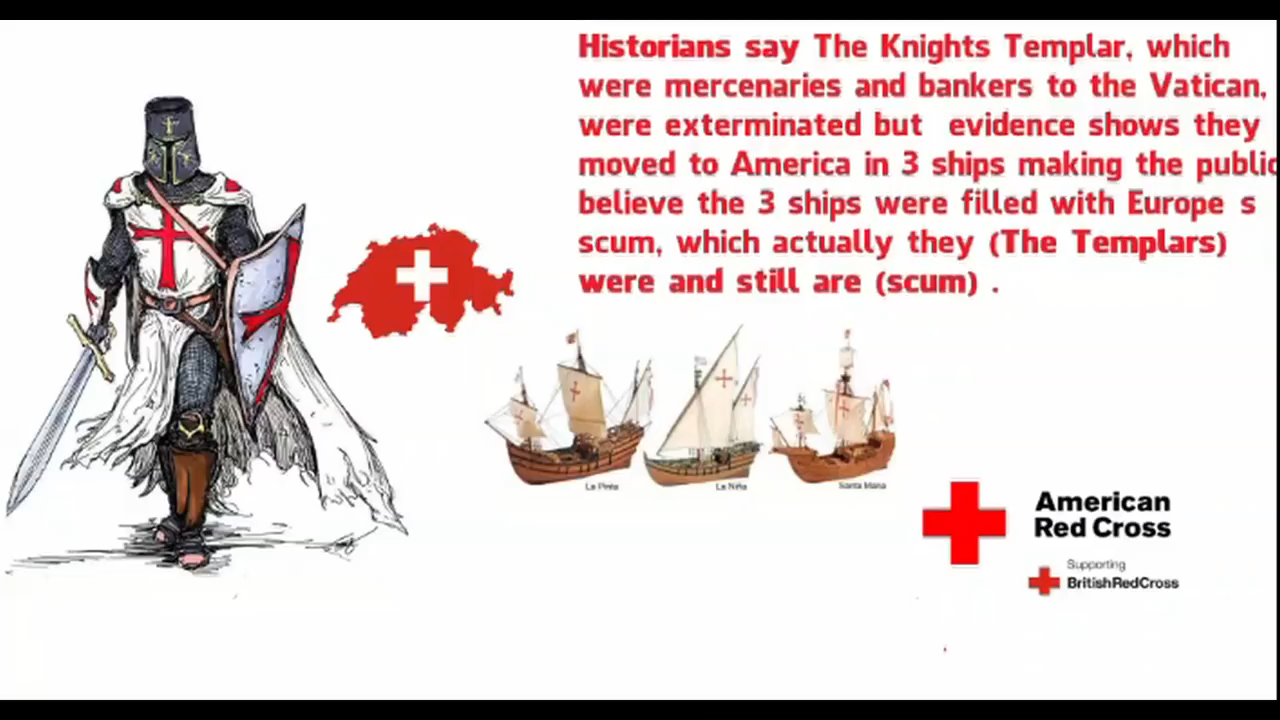 Historians say The Knights Templar, which
were mercenaries and bankers to the Vatican,
were exterminated but evidence shows they
moved to America in 3 ships making the public
believe the 3 ships were filled with Europe s
scum, which actually they (The Templars)
were and still are (scum) .
La Pinta
La Niña
Santa Maria
American
Red Cross
Supporting
BritishRedCross